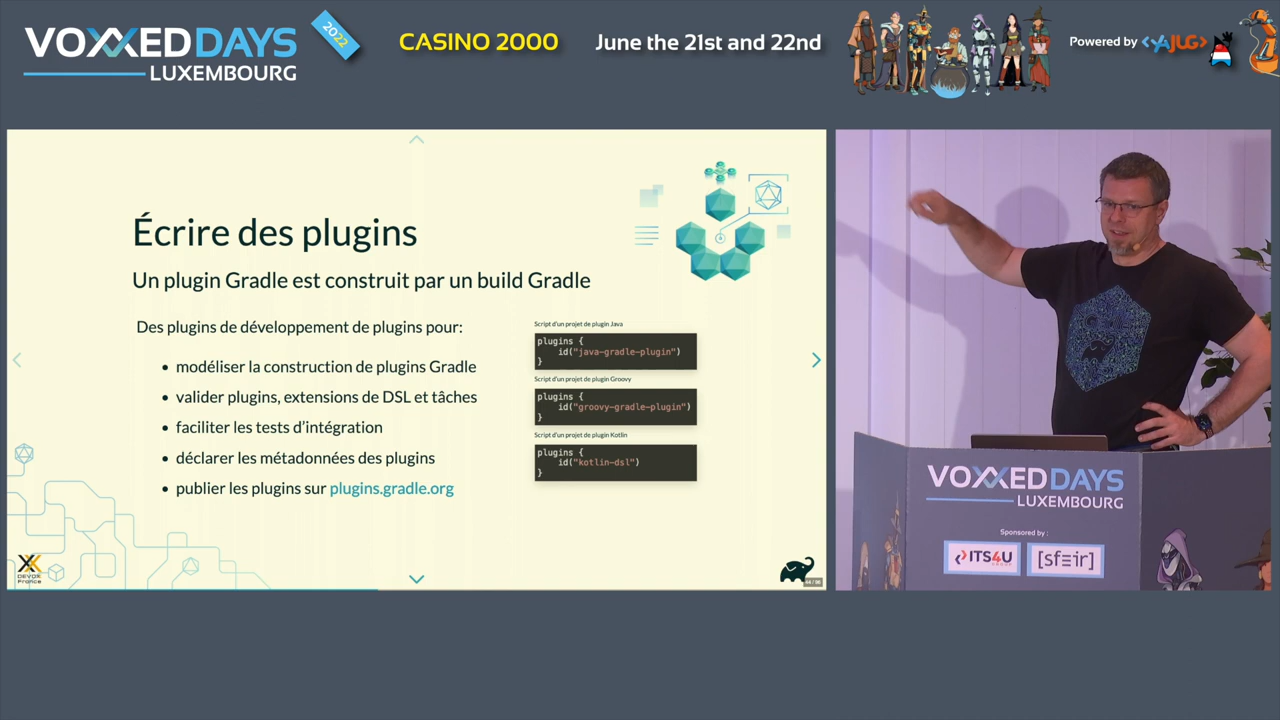 VOXXED DAYS
LUXEMBOURG
2022
CASINO 2000
June the 21st and 22nd
Powered by <YAJUG>
Écrire des plugins
Un plugin Gradle est construit par un build Gradle
Des plugins de développement de plugins pour:
modéliser la construction de plugins Gradle
valider plugins, extensions de DSL et tâches
faciliter les tests d'intégration
déclarer les métadonnées des plugins
publier les plugins sur plugins.gradle.org
Script d'un projet de plugin Java
plugins {
id("java-gradle-plugin")
}
Script d'un projet de plugin Groovy
plugins {
id("groovy-gradle-plugin")
}
Script d'un projet de plugin Kotlin
plugins {
id("kotlin-dsl")
}
DEVOXX
France
44 / 96
VOXXED DAYS
LUXEMBOURG
Sponsored by :
ITS4U
GROUP
[sfeir]